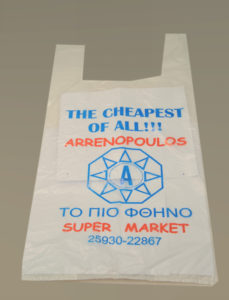 THE CHEAPEST
OF ALL!!!
ARRENOPOULOS
A
ΤΟ ΠΙΟ ΦΘΗΝΟ
SUPER MARKET
25930-22867